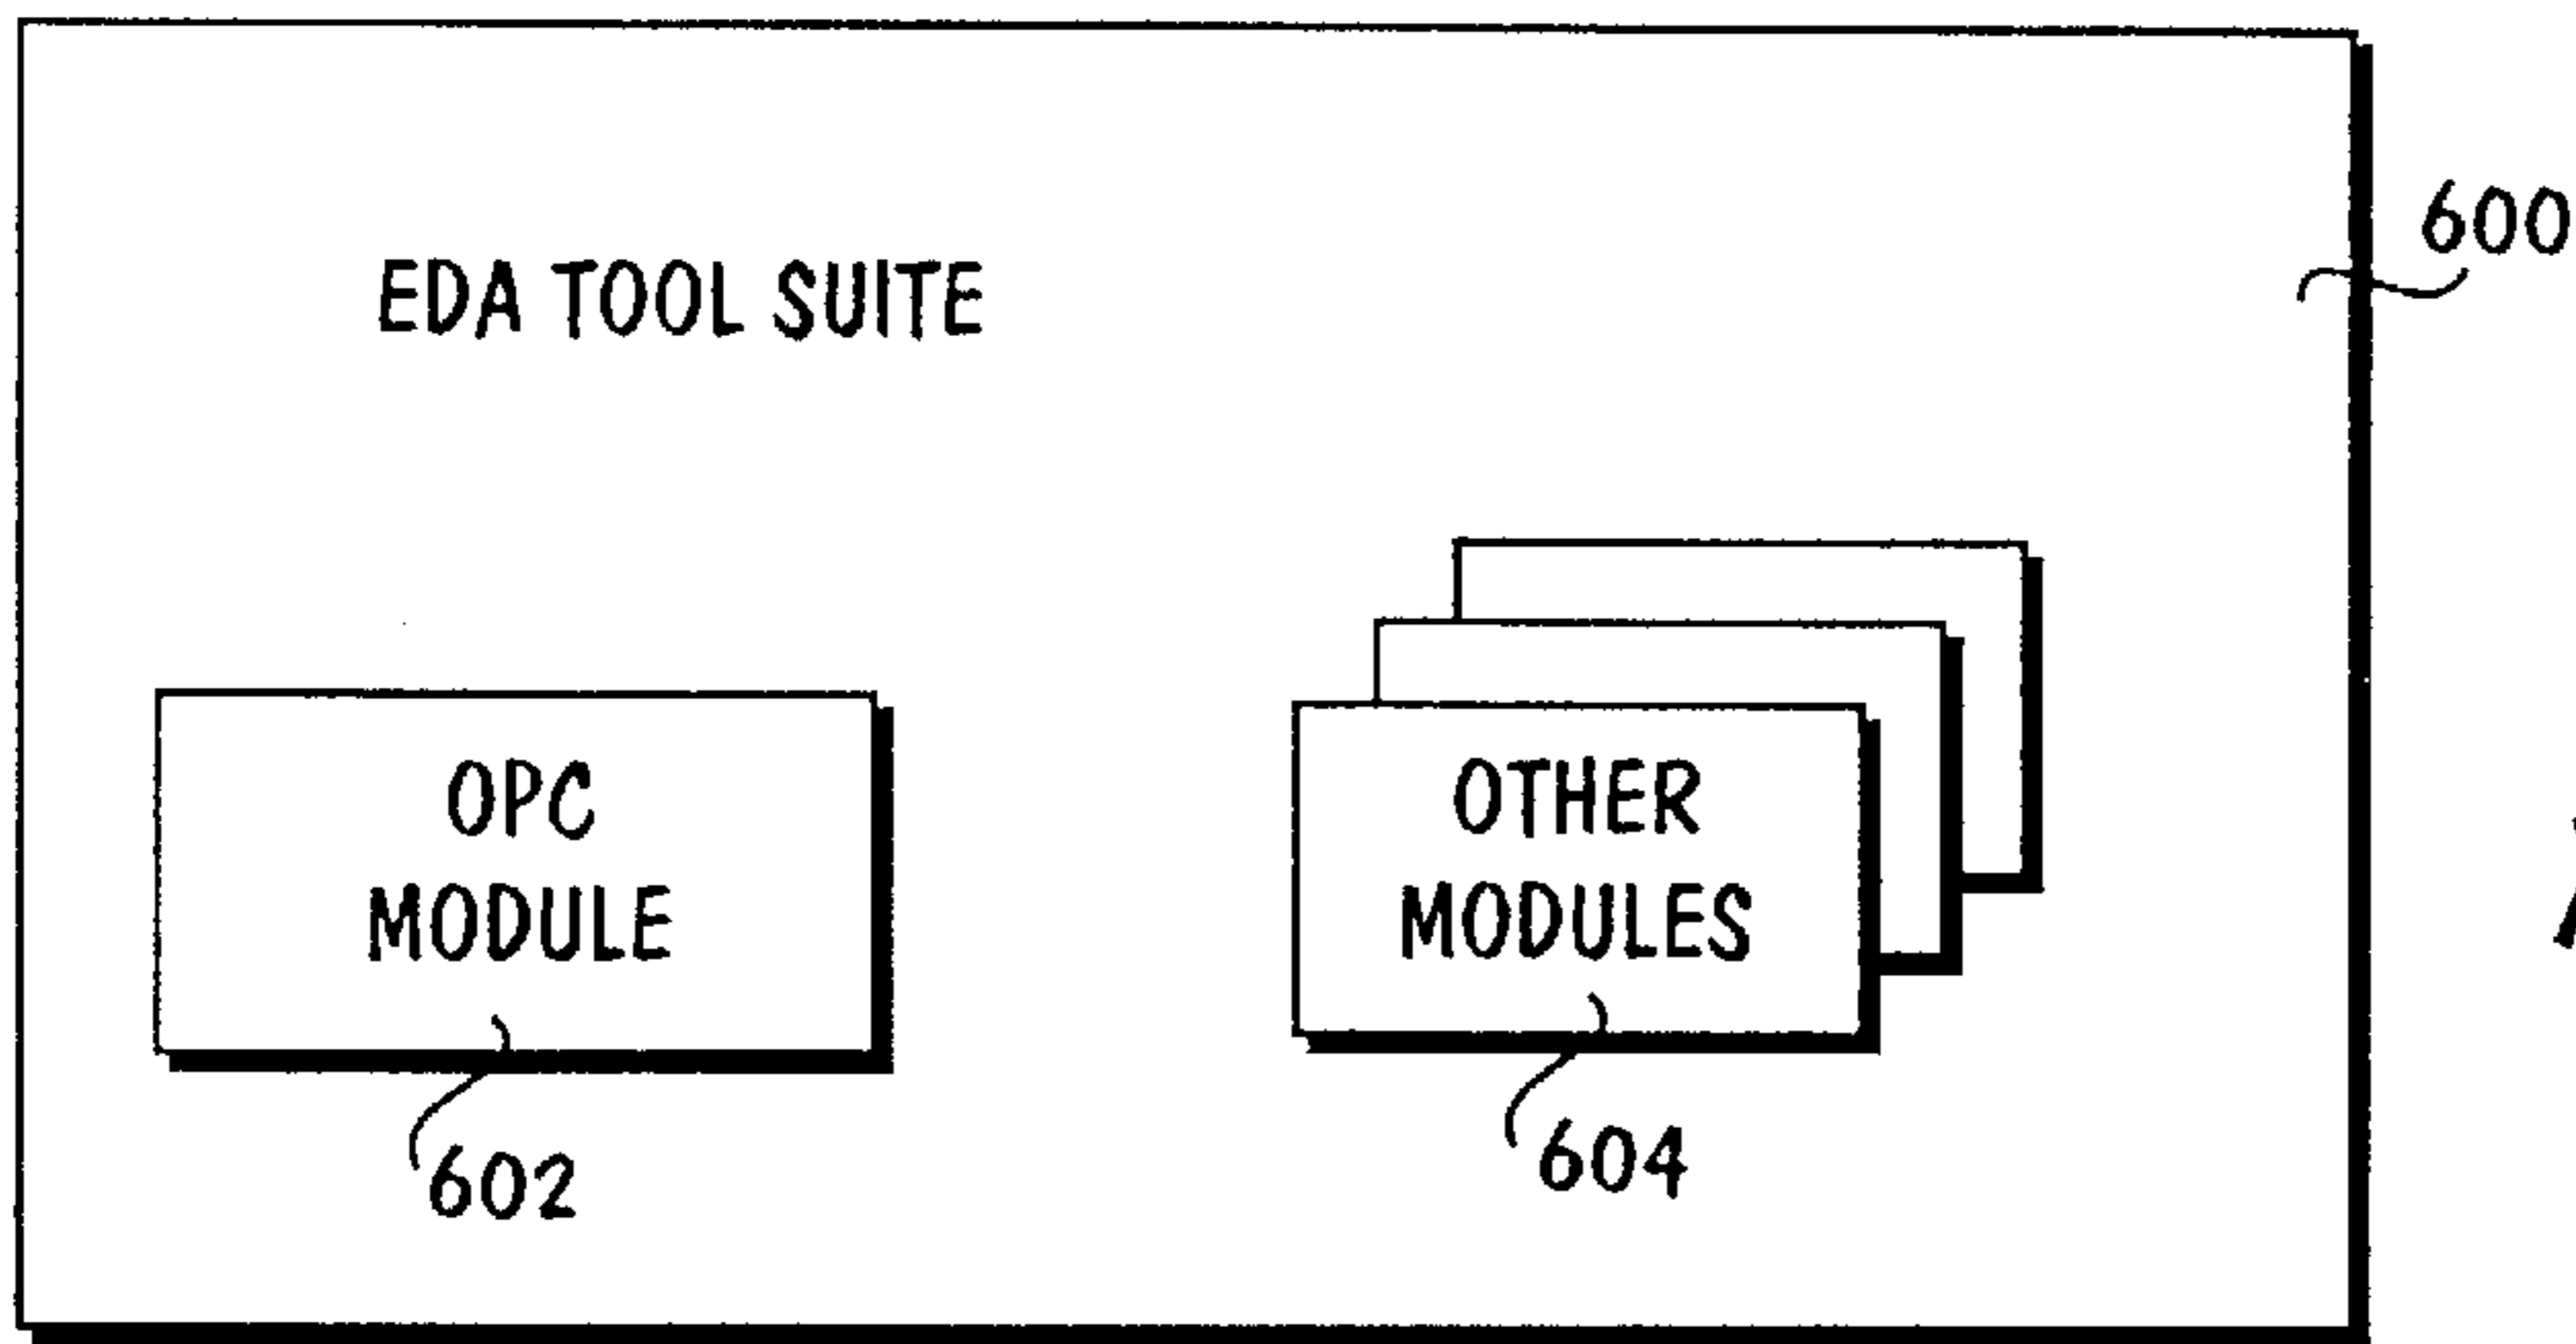 600
EDA TOOL SUITE
OPC
MODULE
OTHER
MODULES
602
604